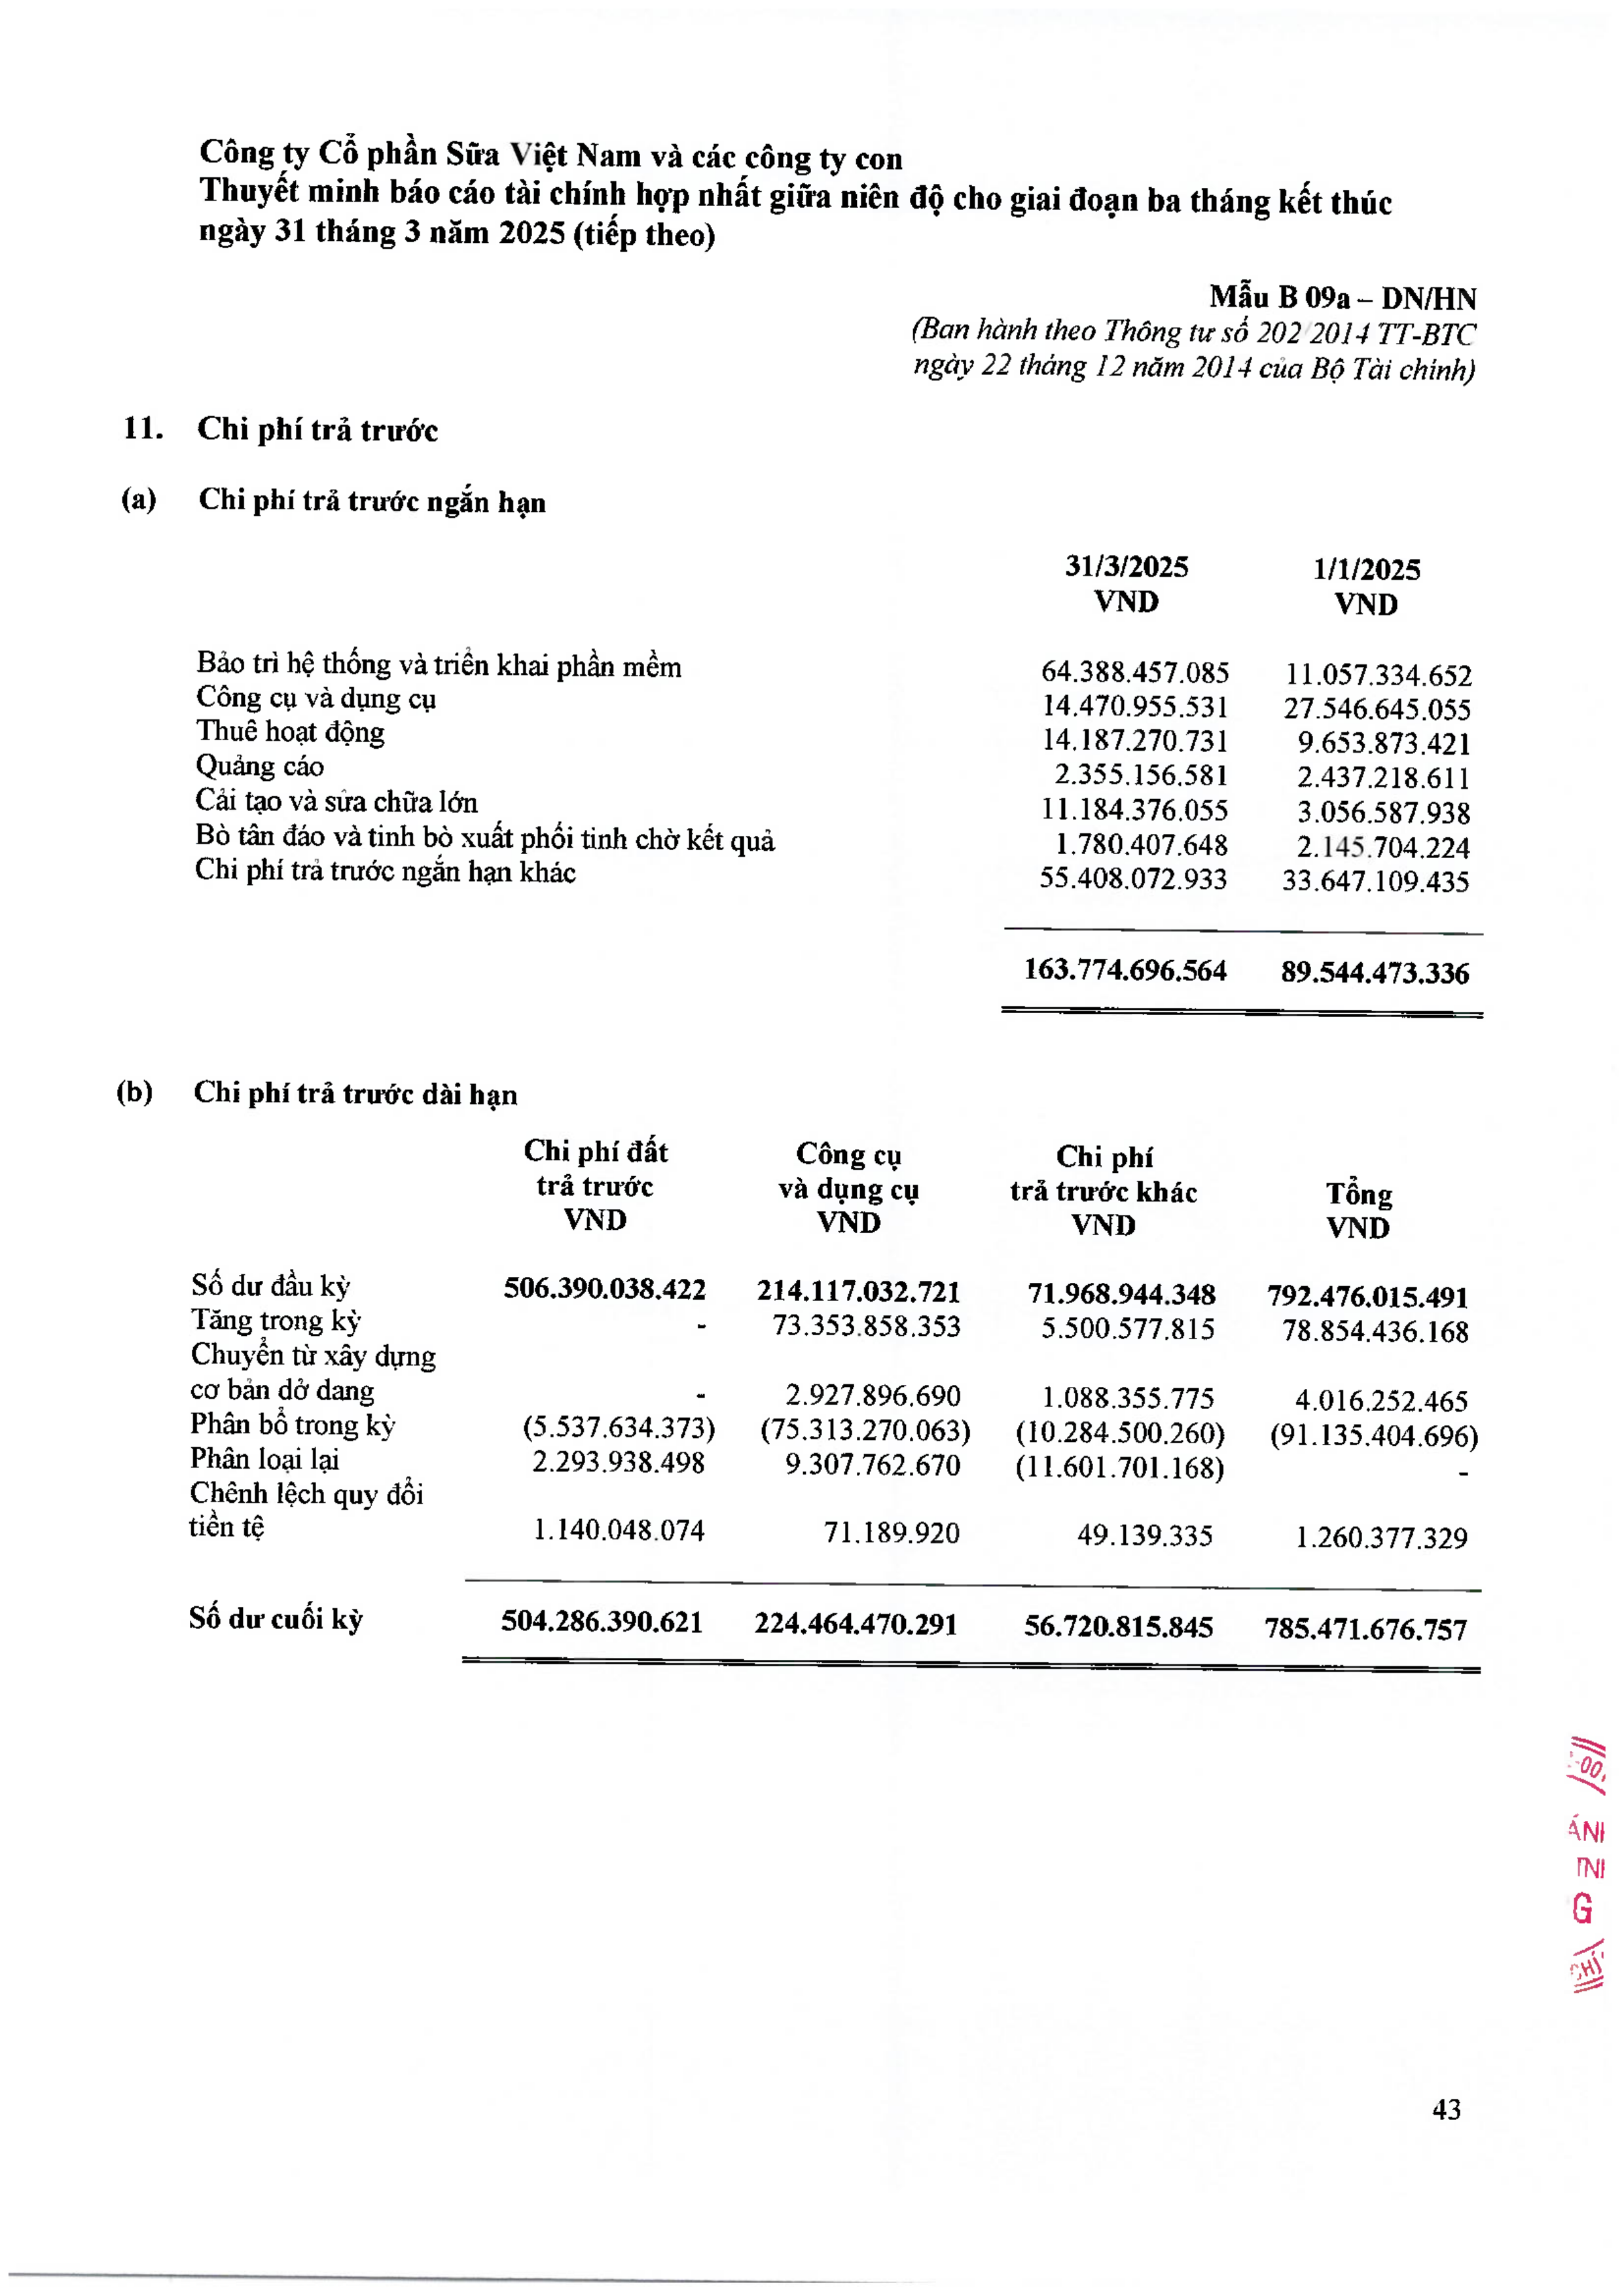 Công ty Cổ phần Sữa Việt Nam và các công ty con
Thuyết minh báo cáo tài chính hợp nhất giữa niên độ cho giai đoạn ba tháng kết thúc
ngày 31 tháng 3 năm 2025 (tiếp theo)
Mẫu B 09a – DN/HN
(Ban hành theo Thông tư số 202/2014/TT-BTC
ngày 22 tháng 12 năm 2014 của Bộ Tài chính)
11. Chi phí trả trước
(a) Chi phí trả trước ngắn hạn
31/3/2025 1/1/2025
VND VND
Bảo trì hệ thống và triển khai phần mềm 64.388.457.085 11.057.334.652
Công cụ và dụng cụ 14.470.955.531 27.546.645.055
Thuê hoạt động 14.187.270.731 9.653.873.421
Quảng cáo 2.355.156.581 2.437.218.611
Cải tạo và sửa chữa lớn 11.184.376.055 3.056.587.938
Bò tân đáo và tinh bò xuất phối tinh chờ kết quả 1.780.407.648 2.145.704.224
Chi phí trả trước ngắn hạn khác 55.408.072.933 33.647.109.435
163.774.696.564 89.544.473.336
(b) Chi phí trả trước dài hạn
Chi phí đất Công cụ Chi phí
trả trước và dụng cụ trả trước khác Tổng
VND VND VND VND
Số dư đầu kỳ 506.390.038.422 214.117.032.721 71.968.944.348 792.476.015.491
Tăng trong kỳ - 73.353.858.353 5.500.577.815 78.854.436.168
Chuyển từ xây dựng
cơ bản dở dang - 2.927.896.690 1.088.355.775 4.016.252.465
Phân bổ trong kỳ (5.537.634.373) (75.313.270.063) (10.284.500.260) (91.135.404.696)
Phân loại lại 2.293.938.498 9.307.762.670 (11.601.701.168) -
Chênh lệch quy đổi
tiền tệ 1.140.048.074 71.189.920 49.139.335 1.260.377.329
Số dư cuối kỳ 504.286.390.621 224.464.470.291 56.720.815.845 785.471.676.757
G
43